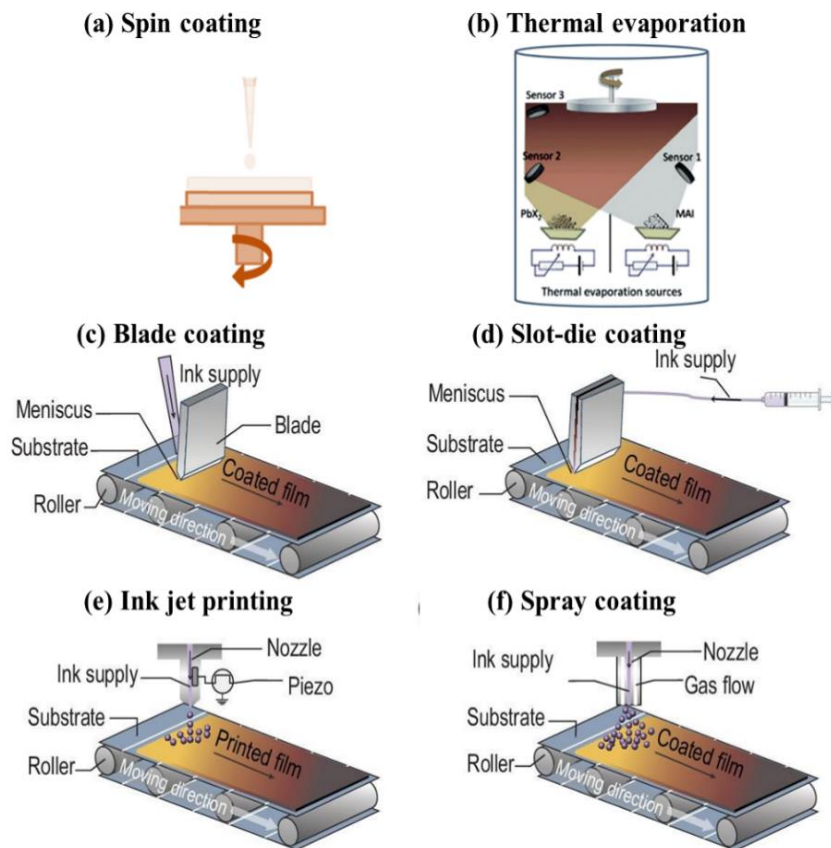 (a) Spin coating
(b) Thermal evaporation
Sensor 3
Sensor 2
Sensor 1
PbX₂
MAI
Thermal evaporation sources
(c) Blade coating
Ink supply
Meniscus
Blade
Substrate
Coated film
Roller
Moving direction
(d) Slot-die coating
Ink supply
Meniscus
Substrate
Coated film
Roller
Moving direction
(e) Ink jet printing
Nozzle
Ink supply
Piezo
Substrate
Printed film
Roller
Moving direction
(f) Spray coating
Nozzle
Ink supply
Gas flow
Substrate
Coated film
Roller
Moving direction